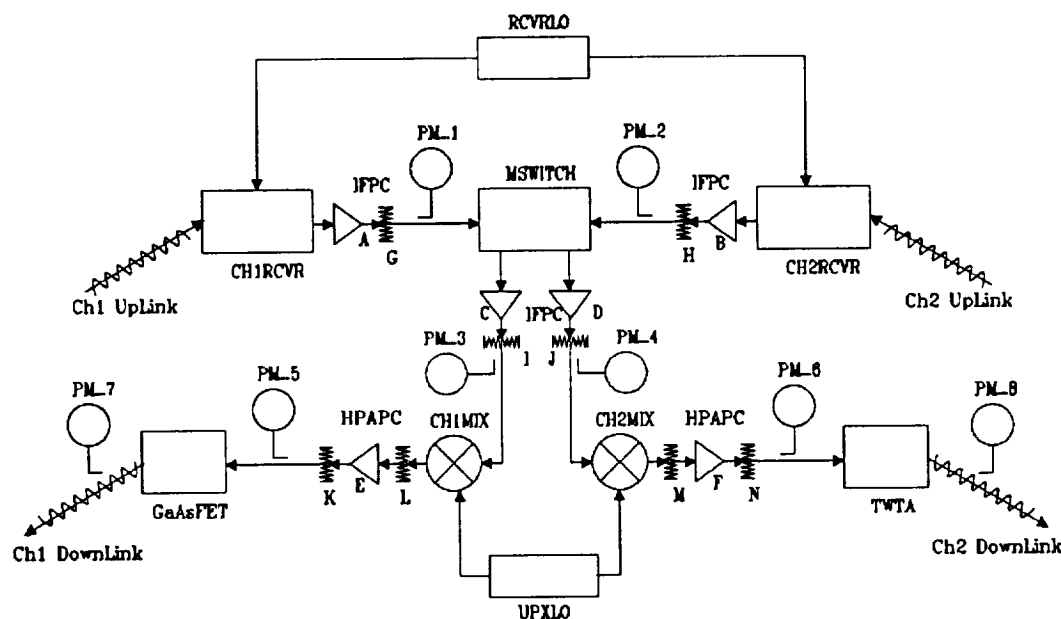 RCVRLO
PM_1
PM_2
IFPC
MSWITCH
IFPC
A
G
H
B
CH1RCVR
CH2RCVR
Ch1 UpLink
Ch2 UpLink
C
IFPC
D
PM_3
I
J
PM_4
PM_7
PM_5
PM_6
PM_8
HPAPC
CH1MIX
CH2MIX
HPAPC
K
E
L
M
F
N
GaAsFET
TWTA
Ch1 DownLink
Ch2 DownLink
UPXLO